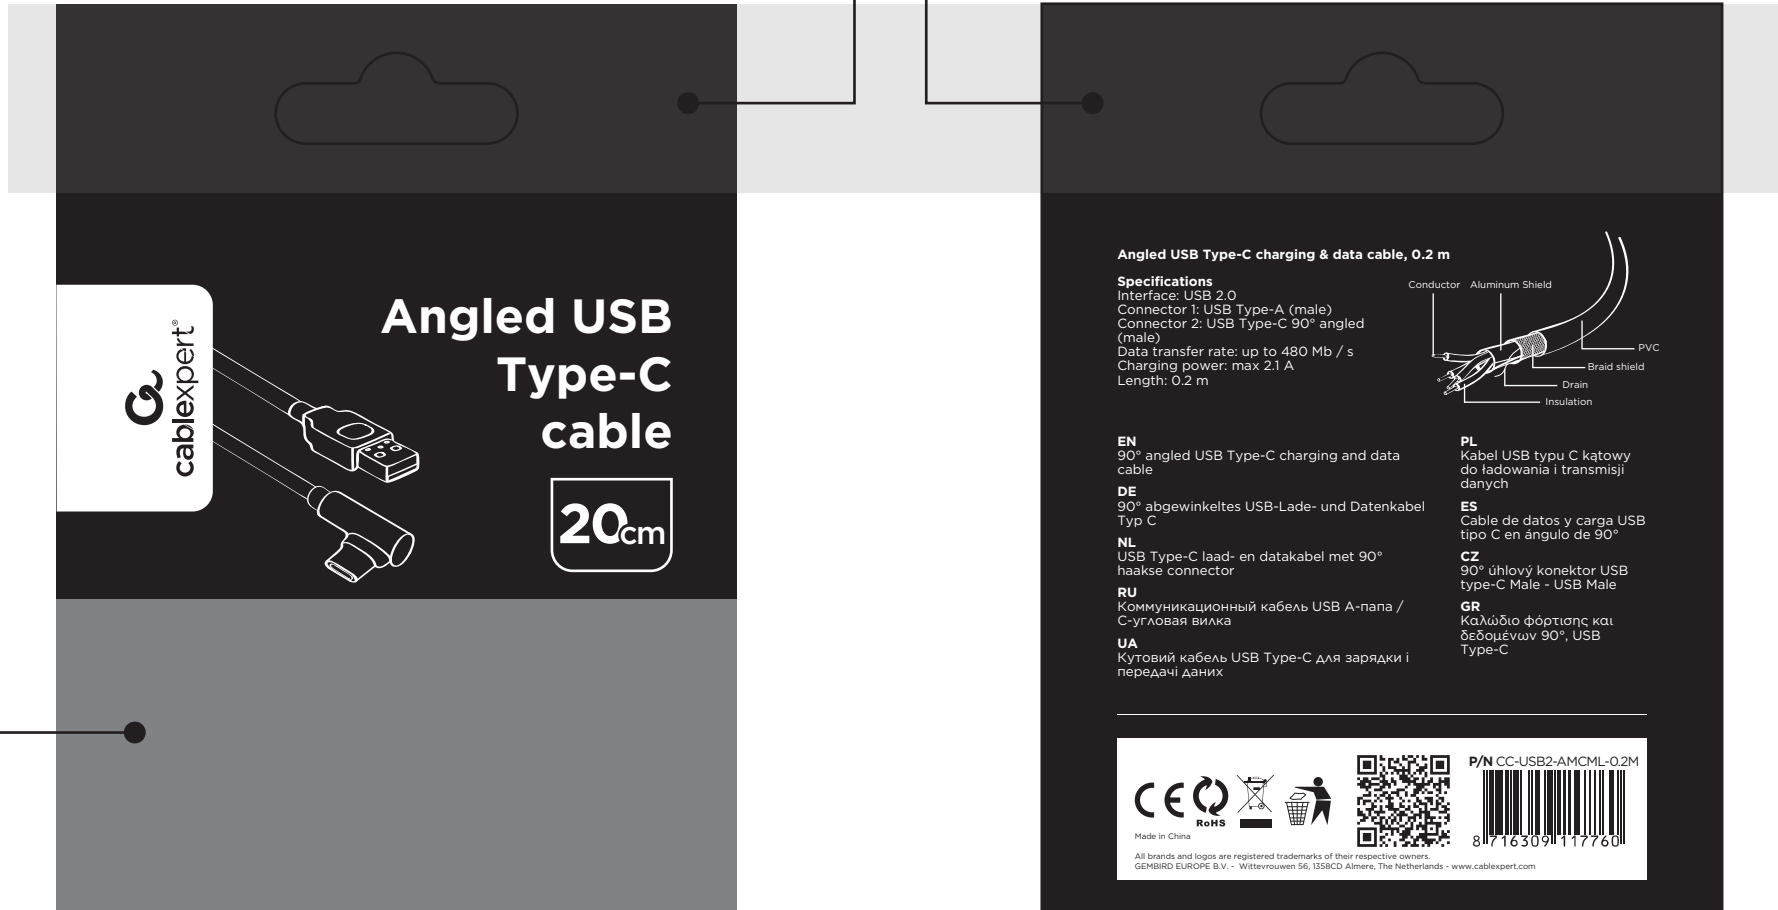 cablexpert®
Angled USB
Type-C
cable
20cm
Angled USB Type-C charging & data cable, 0.2 m
Specifications
Interface: USB 2.0
Connector 1: USB Type-A (male)
Connector 2: USB Type-C 90° angled
(male)
Data transfer rate: up to 480 Mb / s
Charging power: max 2.1 A
Length: 0.2 m
Conductor
Aluminum Shield
PVC
Braid shield
Drain
Insulation
EN
90° angled USB Type-C charging and data
cable
DE
90° abgewinkeltes USB-Lade- und Datenkabel
Typ C
NL
USB Type-C laad- en datakabel met 90°
haakse connector
RU
Коммуникационный кабель USB А-папа /
С-угловая вилка
UA
Кутовий кабель USB Type-C для зарядки і
передачі даних
PL
Kabel USB typu C kątowy
do ładowania i transmisji
danych
ES
Cable de datos y carga USB
tipo C en ángulo de 90°
CZ
90° úhlový konektor USB
type-C Male - USB Male
GR
Καλώδιο φόρτισης και
δεδομένων 90°, USB
Type-C
CE
RoHS
Made in China
P/N CC-USB2-AMCML-0.2M
8 716309 117760
All brands and logos are registered trademarks of their respective owners.
GEMBIRD EUROPE B.V. - Wittevrouwen 56, 1358CD Almere, The Netherlands - www.cablexpert.com